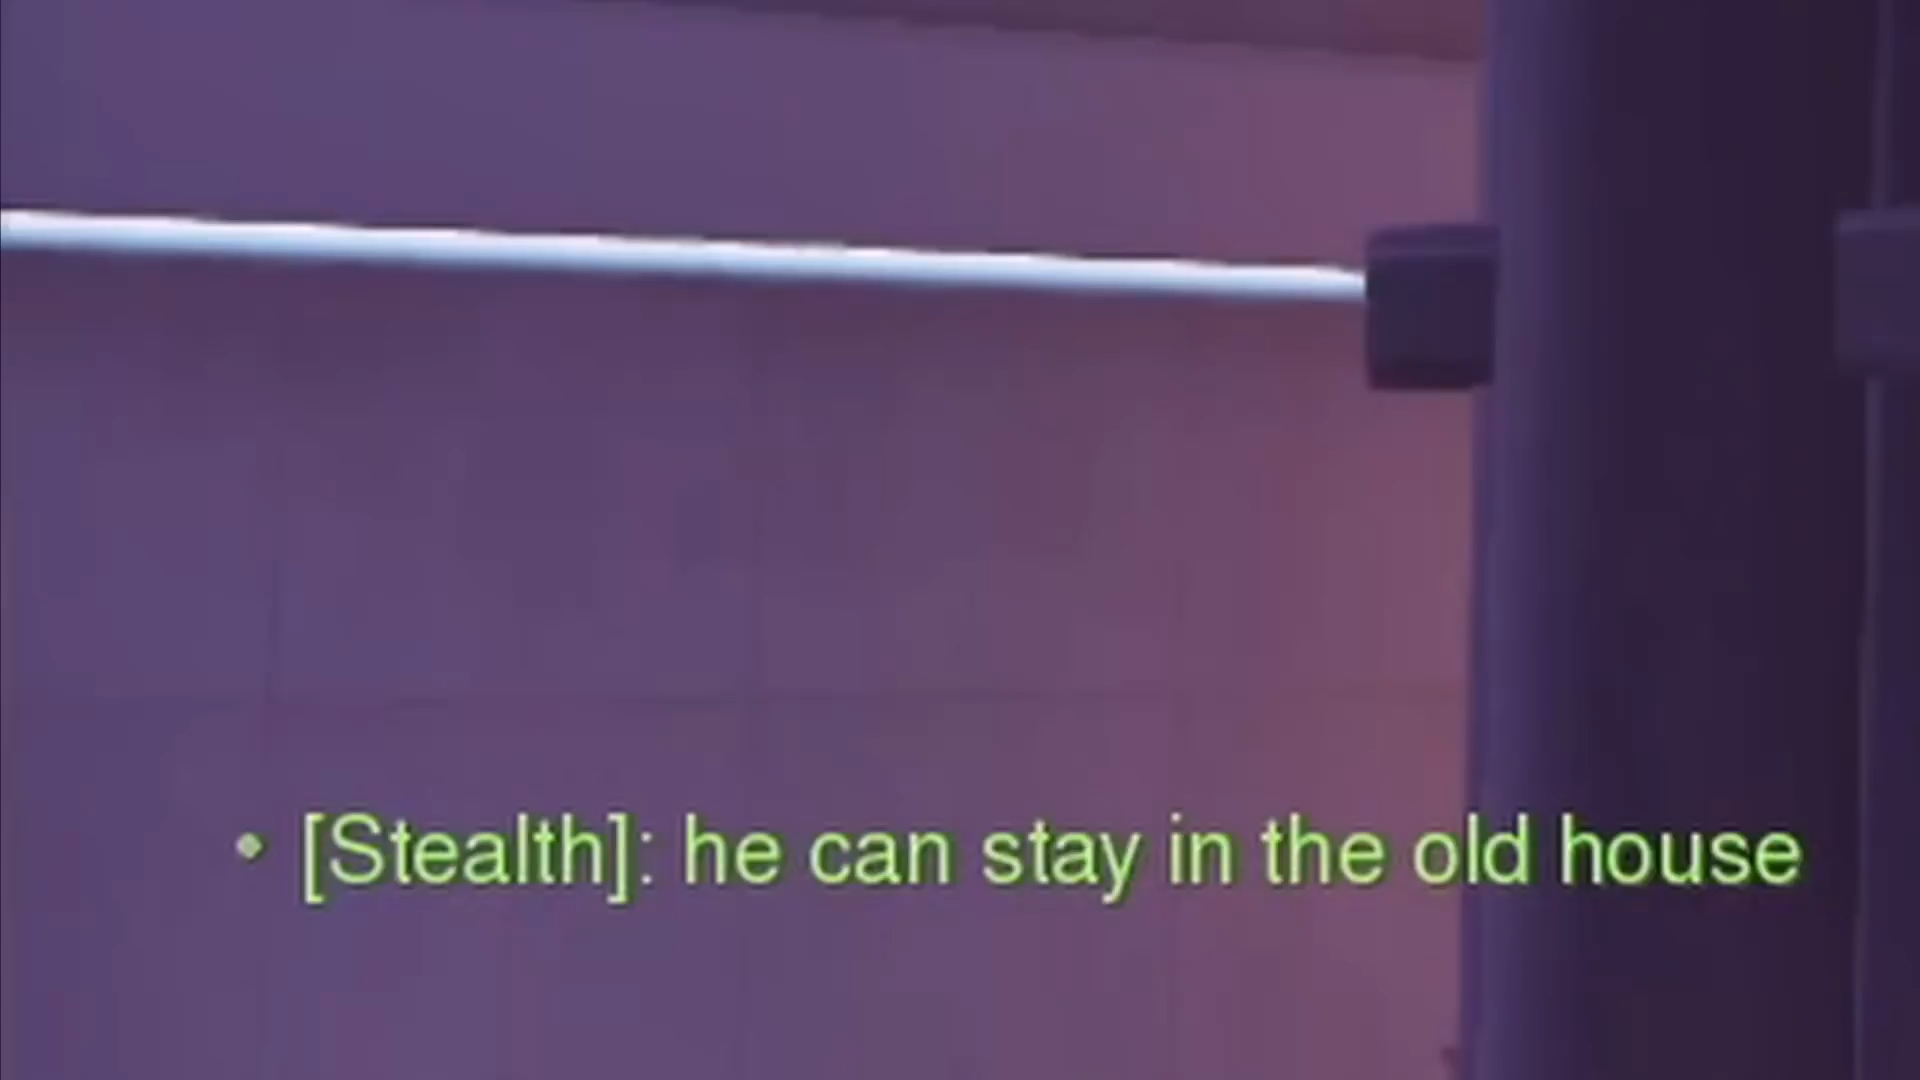 • [Stealth]: he can stay in the old house